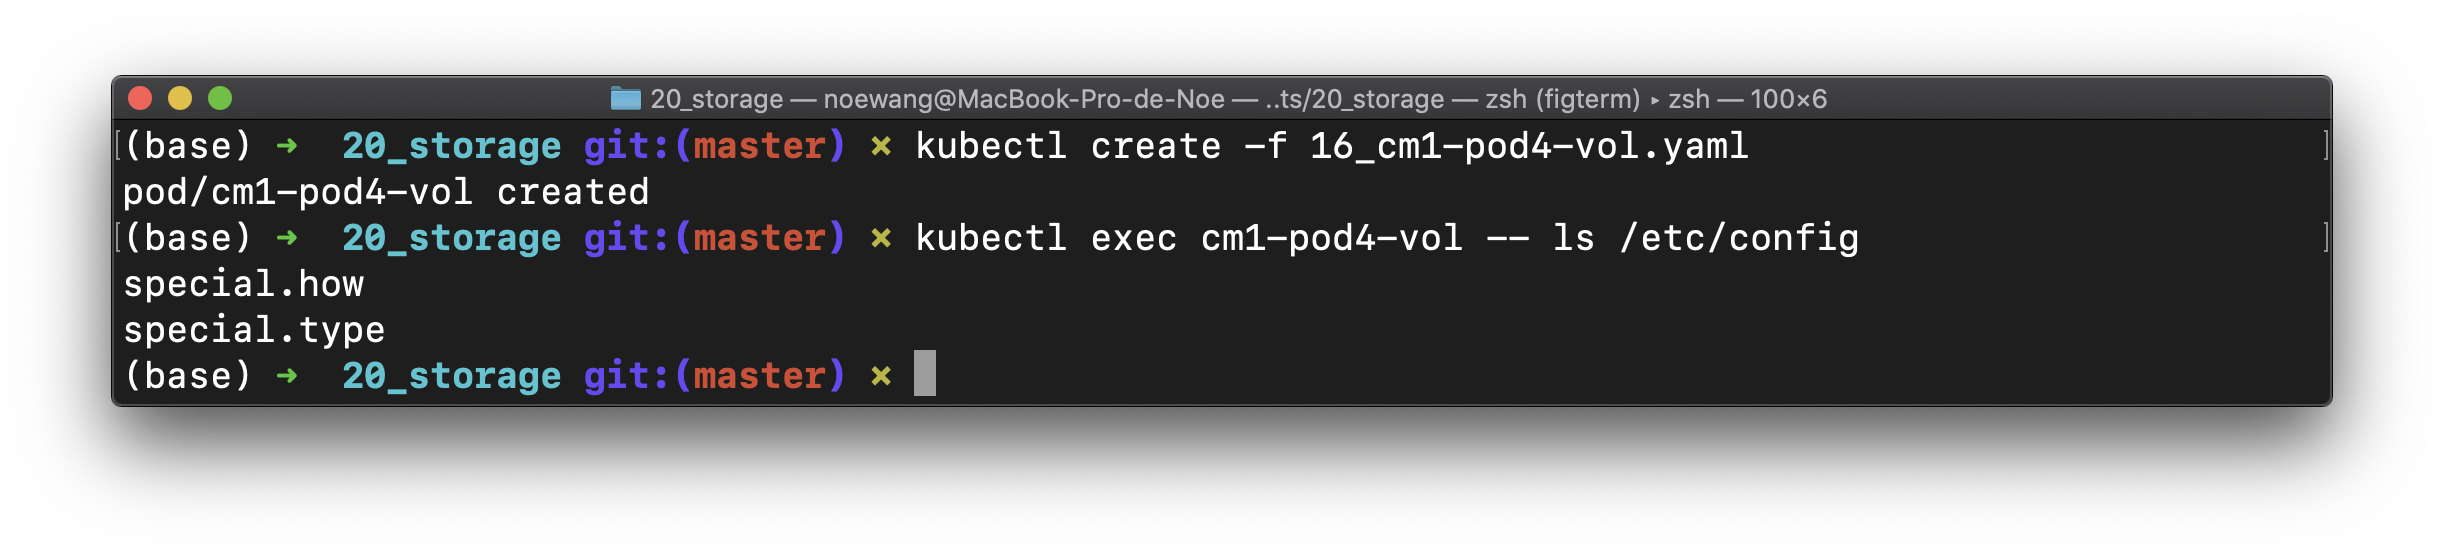 20_storage — noewang@MacBook-Pro-de-Noe — ..ts/20_storage — zsh (figterm) ▸ zsh — 100×6
[(base) ➜  20_storage git:(master) ✗ kubectl create -f 16_cm1-pod4-vol.yaml ]
pod/cm1-pod4-vol created
[(base) ➜  20_storage git:(master) ✗ kubectl exec cm1-pod4-vol -- ls /etc/config ]
special.how
special.type
(base) ➜  20_storage git:(master) ✗